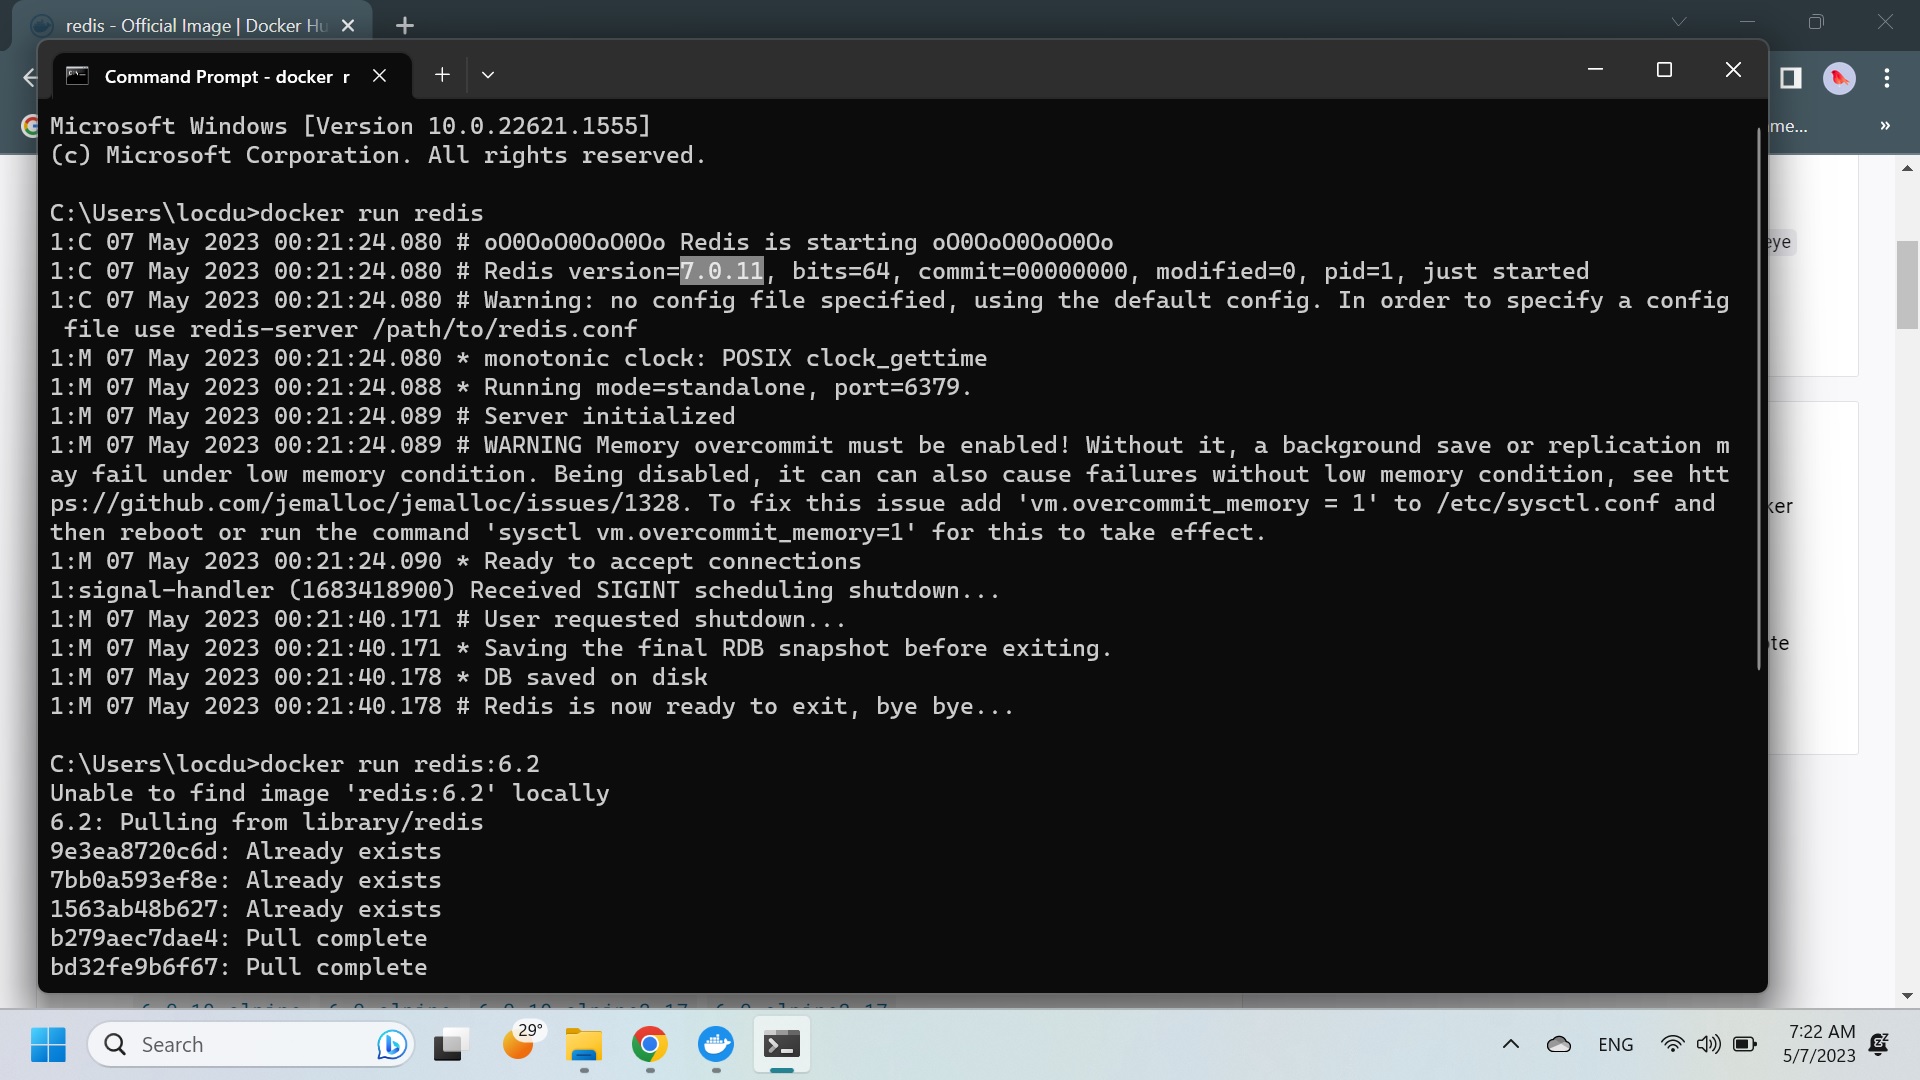 redis - Official Image | Docker Hu
Command Prompt - docker  r
me...
»
Microsoft Windows [Version 10.0.22621.1555]
(c) Microsoft Corporation. All rights reserved.
C:\Users\locdu>docker run redis
1:C 07 May 2023 00:21:24.080 # oO0OoO0OoO0Oo Redis is starting oO0OoO0OoO0Oo
1:C 07 May 2023 00:21:24.080 # Redis version=7.0.11, bits=64, commit=00000000, modified=0, pid=1, just started
eye
1:C 07 May 2023 00:21:24.080 # Warning: no config file specified, using the default config. In order to specify a config
file use redis-server /path/to/redis.conf
1:M 07 May 2023 00:21:24.080 * monotonic clock: POSIX clock_gettime
1:M 07 May 2023 00:21:24.088 * Running mode=standalone, port=6379.
1:M 07 May 2023 00:21:24.089 # Server initialized
1:M 07 May 2023 00:21:24.089 # WARNING Memory overcommit must be enabled! Without it, a background save or replication m
ay fail under low memory condition. Being disabled, it can can also cause failures without low memory condition, see htt
ps://github.com/jemalloc/jemalloc/issues/1328. To fix this issue add 'vm.overcommit_memory = 1' to /etc/sysctl.conf and
then reboot or run the command 'sysctl vm.overcommit_memory=1' for this to take effect.
1:M 07 May 2023 00:21:24.090 * Ready to accept connections
1:signal-handler (1683418900) Received SIGINT scheduling shutdown...
1:M 07 May 2023 00:21:40.171 # User requested shutdown...
1:M 07 May 2023 00:21:40.171 * Saving the final RDB snapshot before exiting.
1:M 07 May 2023 00:21:40.178 * DB saved on disk
1:M 07 May 2023 00:21:40.178 # Redis is now ready to exit, bye bye...
C:\Users\locdu>docker run redis:6.2
Unable to find image 'redis:6.2' locally
6.2: Pulling from library/redis
9e3ea8720c6d: Already exists
7bb0a593ef8e: Already exists
1563ab48b627: Already exists
b279aec7dae4: Pull complete
bd32fe9b6f67: Pull complete
Search
29°
ENG
7:22 AM
5/7/2023